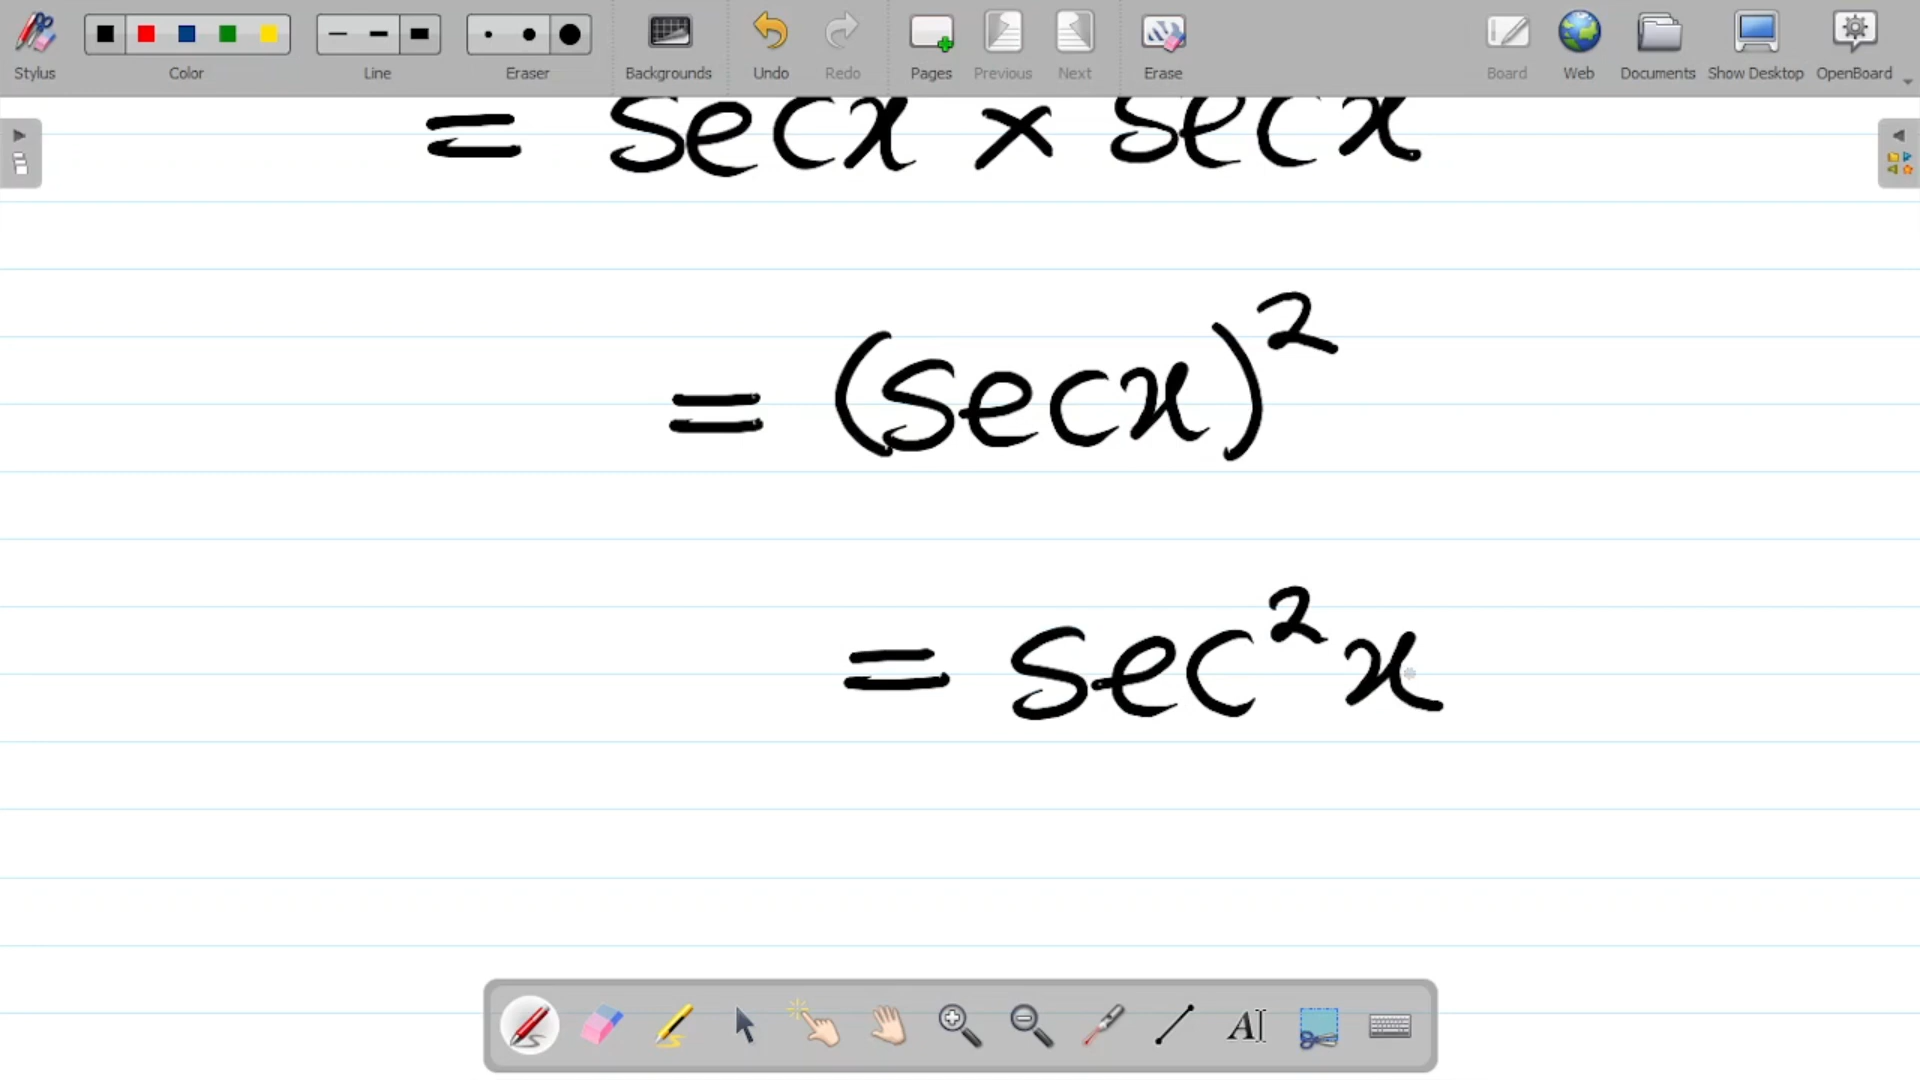 Stylus Color Line Eraser Backgrounds Undo Redo Pages Previous Next Erase Board Web Documents Show Desktop OpenBoard
= secx × secx
= (secx)²
= sec²x